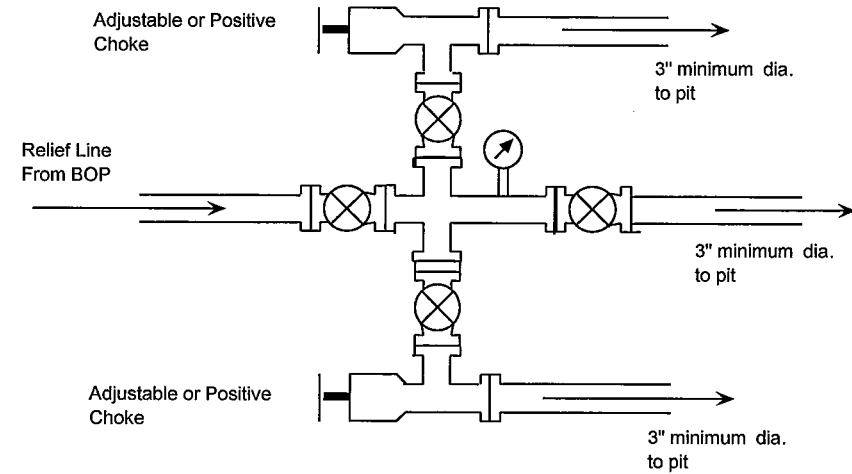 Adjustable or Positive
Choke
3" minimum dia.
to pit
Relief Line
From BOP
3" minimum dia.
to pit
Adjustable or Positive
Choke
3" minimum dia.
to pit